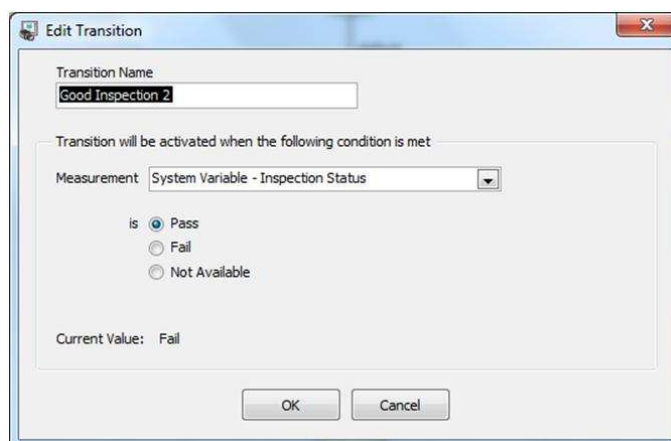 Edit Transition
Transition Name
Good Inspection 2
Transition will be activated when the following condition is met
Measurement System Variable - Inspection Status
is Pass
Fail
Not Available
Current Value: Fail
OK Cancel